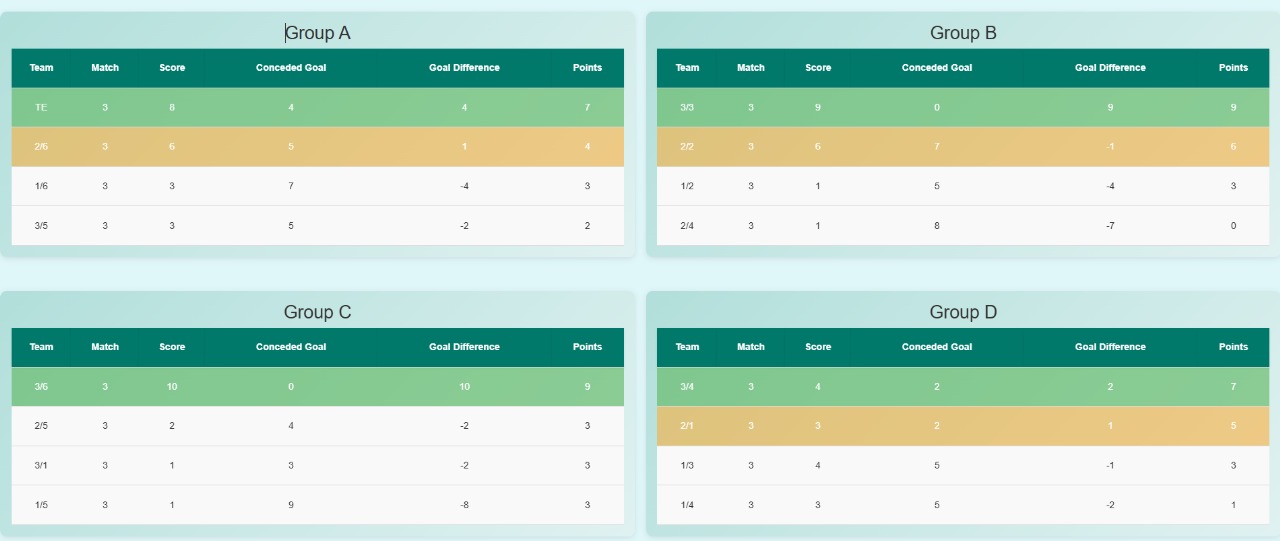 Group A
Team Match Score Conceded Goal Goal Difference Points
TE 3 8 4 4 7
2/6 3 6 5 1 4
1/6 3 3 7 -4 3
3/5 3 3 5 -2 2
Group B
Team Match Score Conceded Goal Goal Difference Points
3/3 3 9 0 9 9
2/2 3 6 7 -1 6
1/2 3 1 5 -4 3
2/4 3 1 8 -7 0
Group C
Team Match Score Conceded Goal Goal Difference Points
3/6 3 10 0 10 9
2/5 3 2 4 -2 3
3/1 3 1 3 -2 3
1/5 3 1 9 -8 3
Group D
Team Match Score Conceded Goal Goal Difference Points
3/4 3 4 2 2 7
2/1 3 3 2 1 5
1/3 3 4 5 -1 3
1/4 3 3 5 -2 1